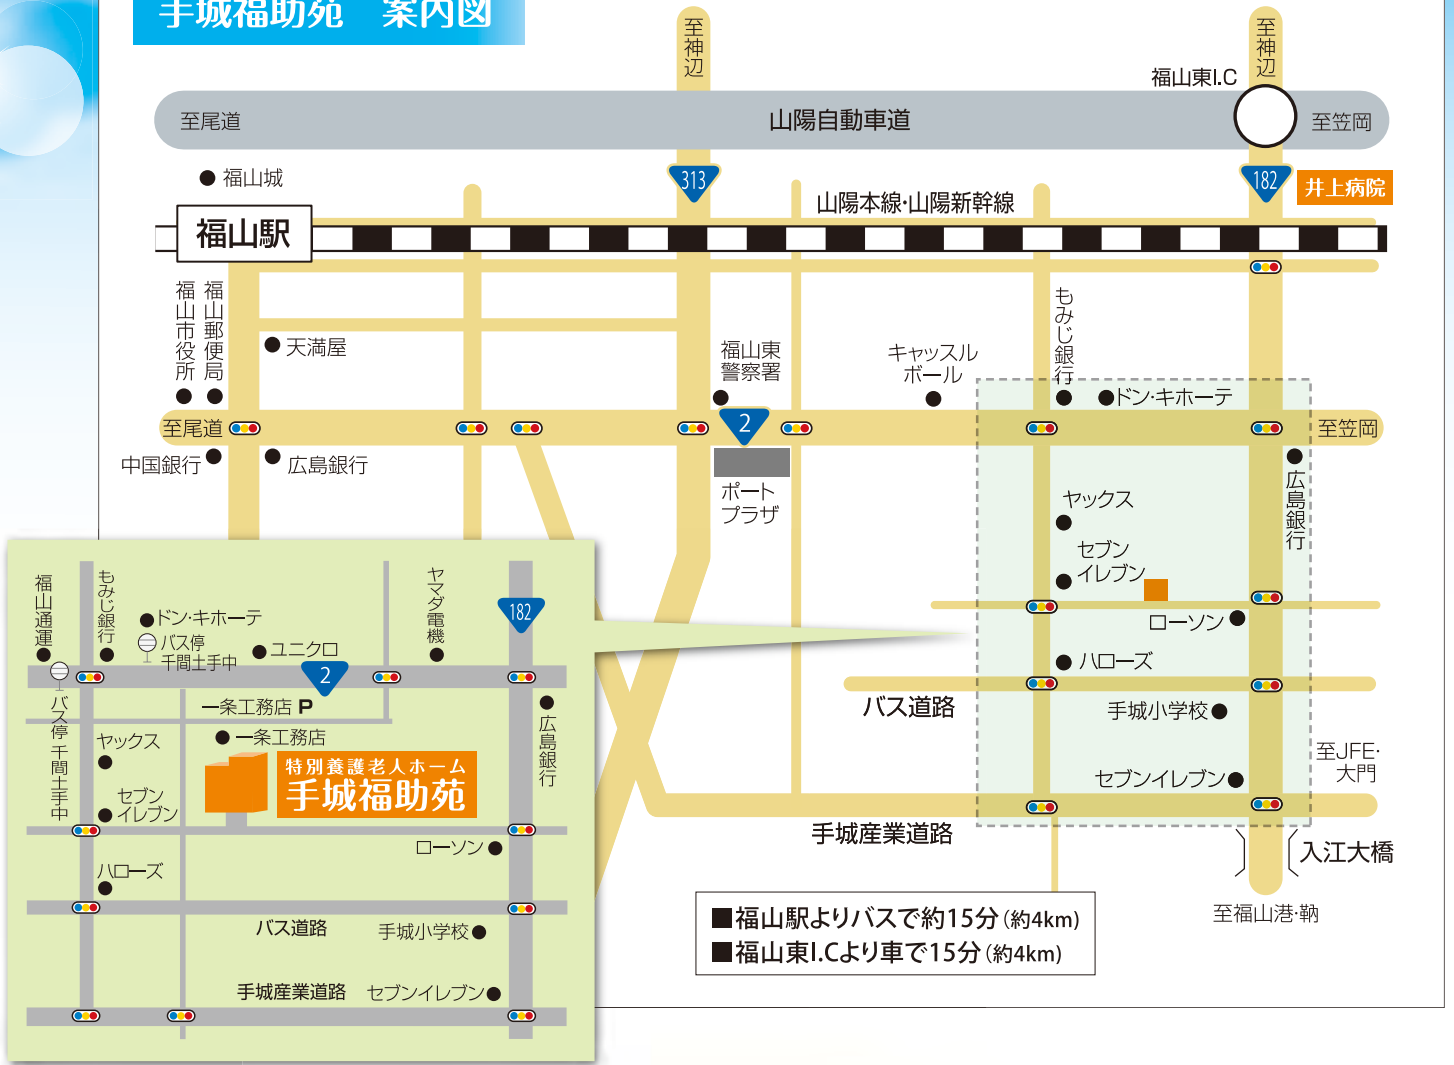 手城福助苑　案内図
至神辺
至神辺
福山東I.C
至尾道
山陽自動車道
至笠岡
福山城
313
182
井上病院
山陽本線・山陽新幹線
福山駅
福山市役所
福山郵便局
天満屋
福山東
警察署
キャッスル
ボール
もみじ銀行
ドン・キホーテ
至尾道
2
至笠岡
中国銀行
広島銀行
ポート
プラザ
ヤックス
広島銀行
セブン
イレブン
ローソン
ハローズ
バス道路
手城小学校
至JFE・
大門
セブンイレブン
手城産業道路
入江大橋
至福山港・鞆
■福山駅よりバスで約15分（約4km）
■福山東I.Cより車で15分（約4km）
福山通運
もみじ銀行
ドン・キホーテ
バス停
千間土手中
ユニクロ
ヤマダ電機
182
2
バス停 千間土手中
一条工務店 P
一条工務店
広島銀行
ヤックス
特別養護老人ホーム
手城福助苑
セブン
イレブン
ローソン
ハローズ
バス道路
手城小学校
手城産業道路
セブンイレブン